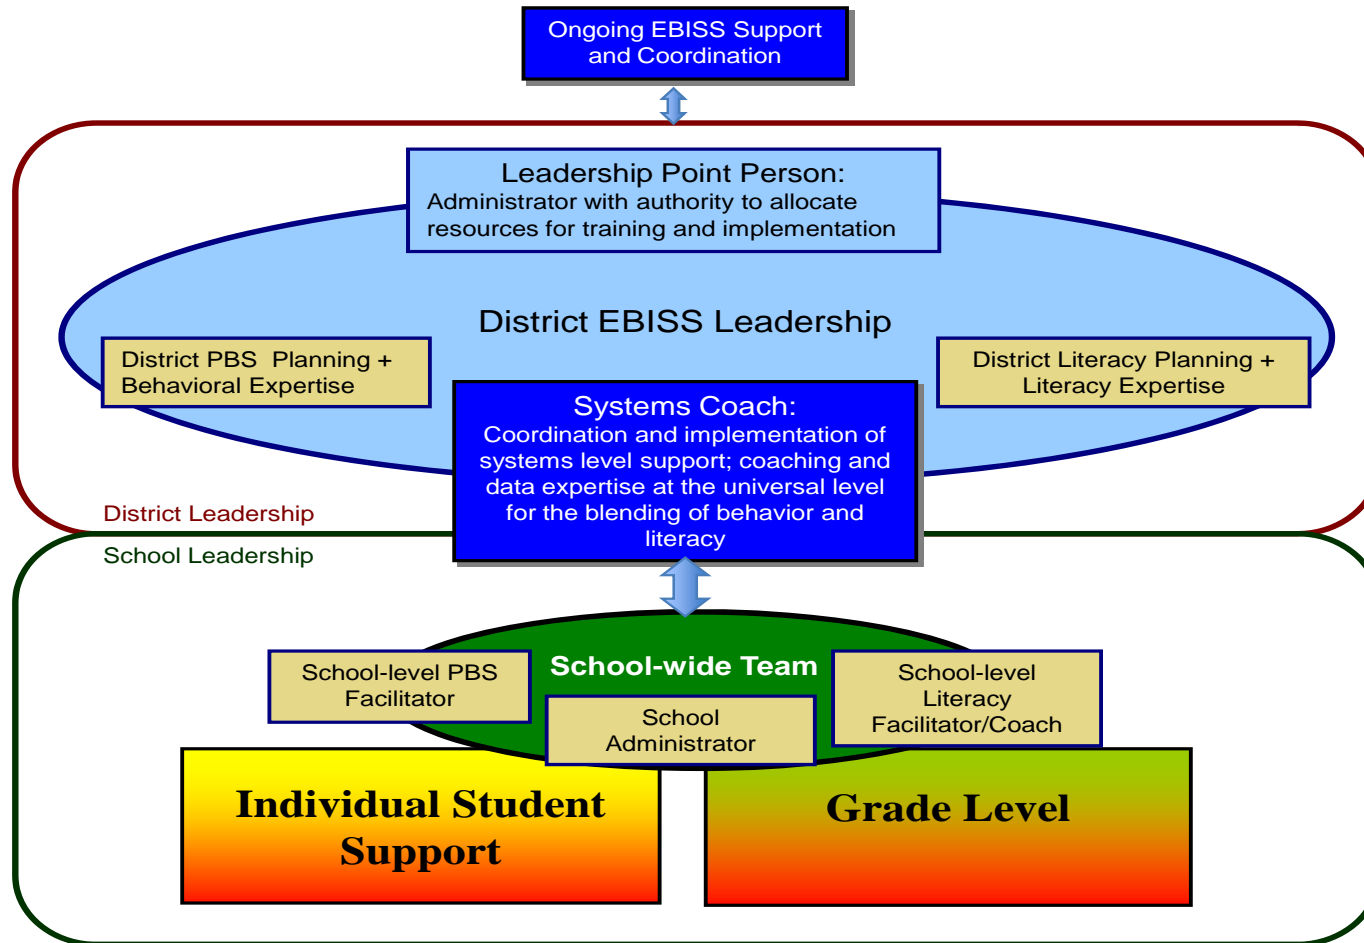 Ongoing EBISS Support
and Coordination
Leadership Point Person:
Administrator with authority to allocate
resources for training and implementation
District EBISS Leadership
District PBS  Planning +
Behavioral Expertise
District Literacy Planning +
Literacy Expertise
Systems Coach:
Coordination and implementation of
systems level support; coaching and
data expertise at the universal level
for the blending of behavior and
literacy
District Leadership
School Leadership
School-wide Team
School-level PBS
Facilitator
School
Administrator
School-level
Literacy
Facilitator/Coach
Individual Student
Support
Grade Level